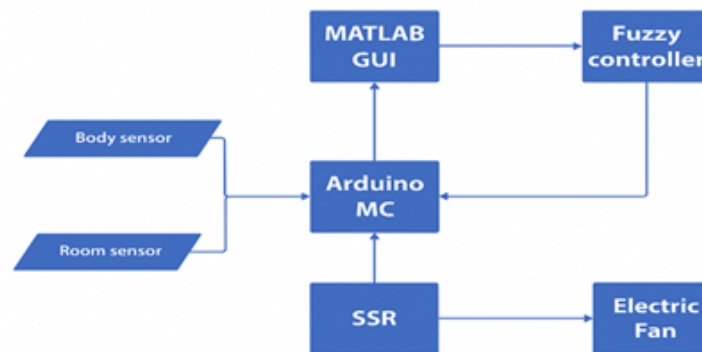 MATLAB
GUI
Fuzzy
controller
Body sensor
Arduino
MC
Room sensor
SSR
Electric
Fan